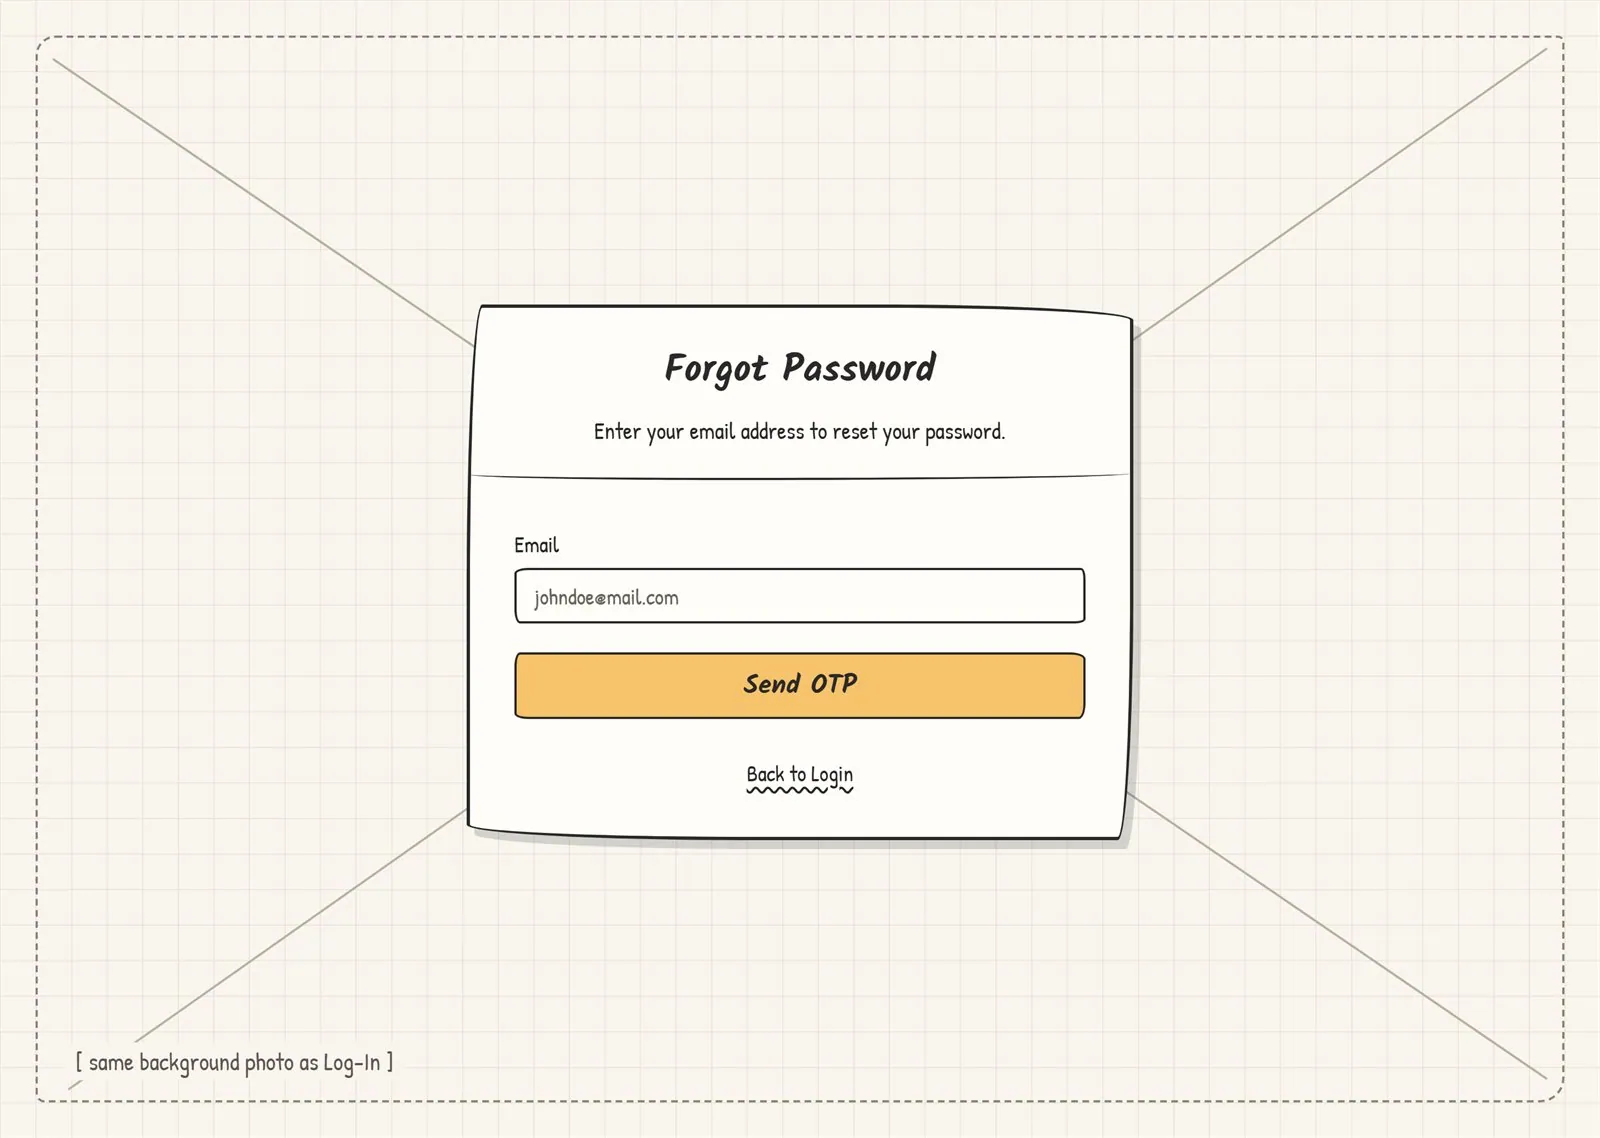 Forgot Password
Enter your email address to reset your password.
Email
johndoe@mail.com
Send OTP
Back to Login
[ same background photo as Log-In ]